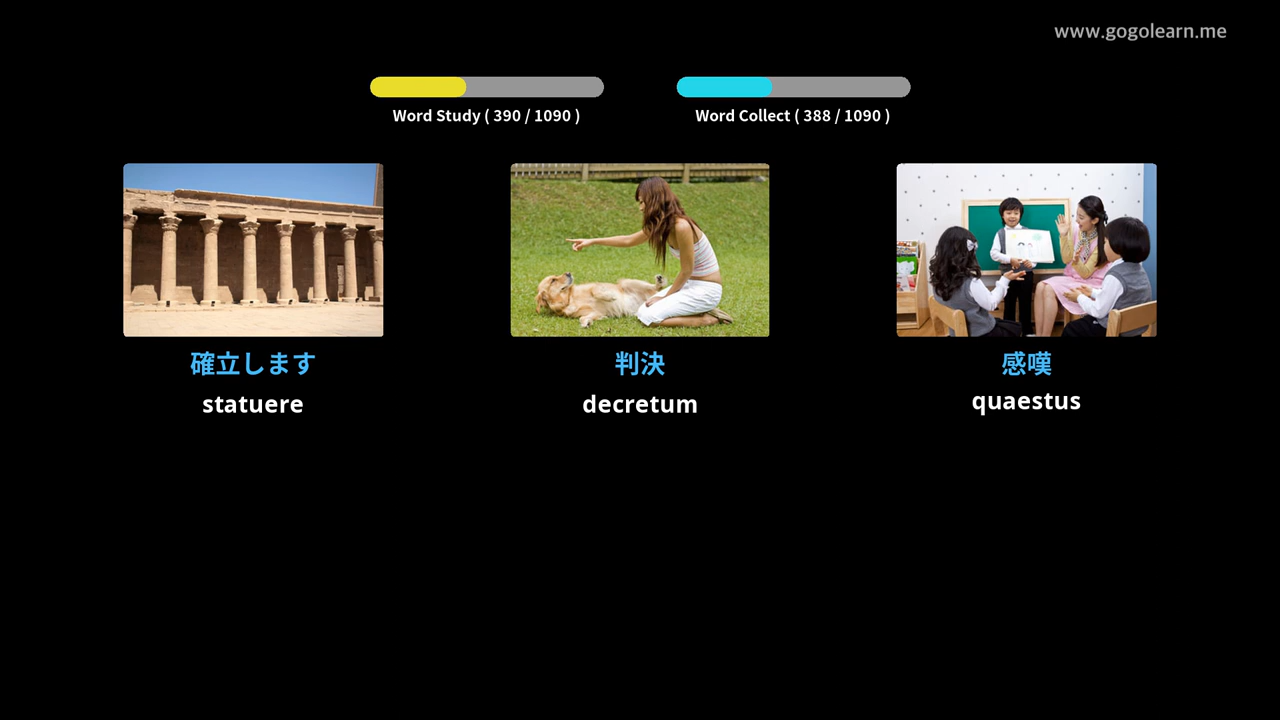 www.gogolearn.me
Word Study ( 390 / 1090 )
Word Collect ( 388 / 1090 )
確立します
判決
感嘆
statuere
decretum
quaestus